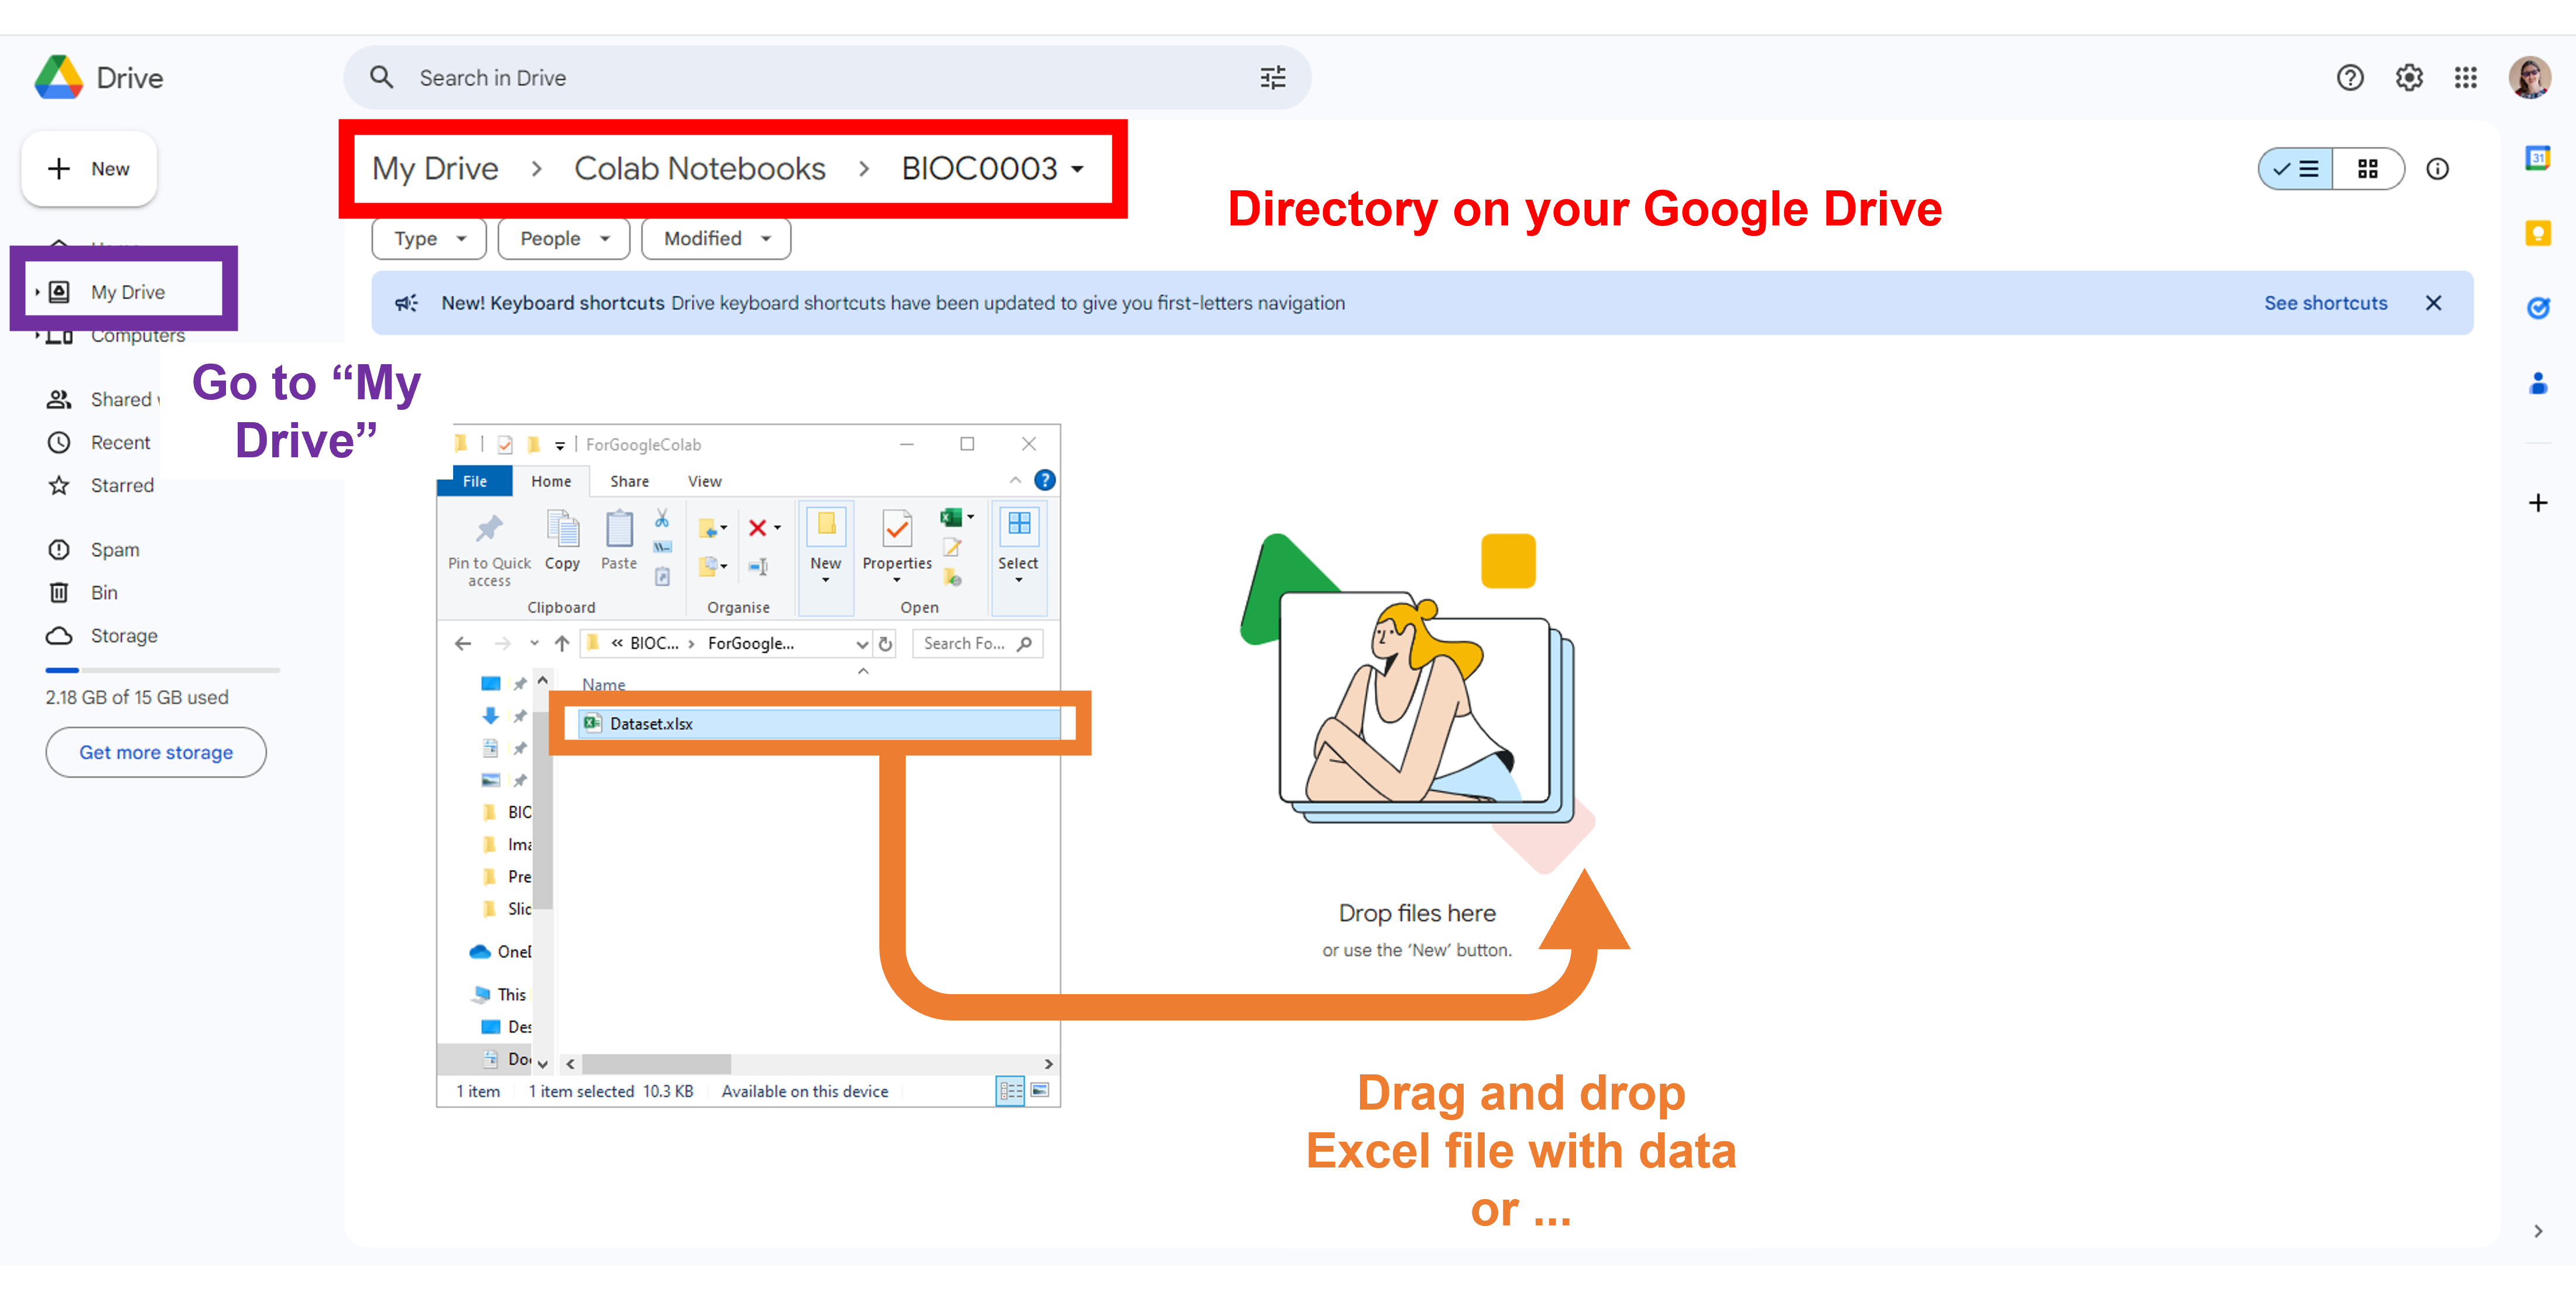 Drive
Search in Drive
New
My Drive > Colab Notebooks > BIOC0003
Directory on your Google Drive
Type
People
Modified
My Drive
New! Keyboard shortcuts Drive keyboard shortcuts have been updated to give you first-letters navigation
See shortcuts
Computers
Go to “My
Drive”
Shared
Recent
Starred
Spam
Bin
Storage
2.18 GB of 15 GB used
Get more storage
ForGoogleColab
File Home Share View
Pin to Quick
access
Copy
Paste
New
Properties
Select
Clipboard
Organise
Open
« BIOC... > ForGoogle...
Search Fo...
Name
Dataset.xlsx
BIC
Ima
Pre
Slic
This
Des
1 item
1 item selected 10.3 KB
Available on this device
Drop files here
or use the ‘New’ button.
Drag and drop
Excel file with data
or ...
31